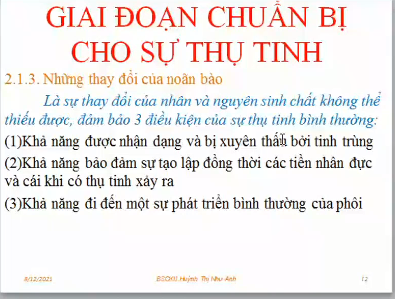 GIAI ĐOẠN CHUẨN BỊ
CHO SỰ THỤ TINH
2.1.3. Những thay đổi của noãn bào
Là sự thay đổi của nhân và nguyên sinh chất không thể
thiếu được, đảm bảo 3 điều kiện của sự thụ tinh bình thường:
(1)Khả năng được nhận dạng và bị xuyên thấu bởi tinh trùng
(2)Khả năng bảo đảm sự tạo lập đồng thời các tiền nhân đực
và cái khi có thụ tinh xảy ra
(3)Khả năng đi đến một sự phát triển bình thường của phôi
8/12/2021
BSCKII Huỳnh Thị Như Anh
12